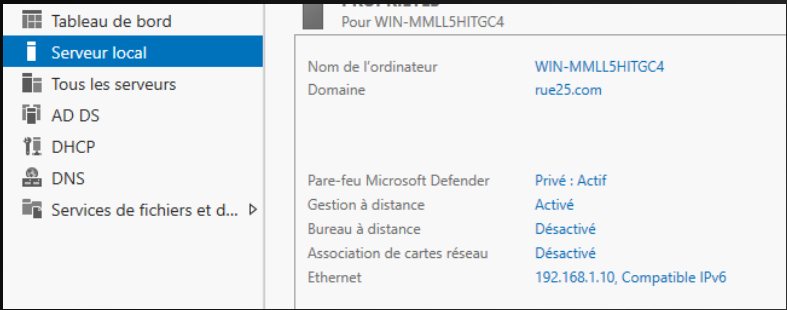 Tableau de bord
Serveur local
Tous les serveurs
AD DS
DHCP
DNS
Services de fichiers et d...
PROPRIÉTÉS
Pour WIN-MMLL5HITGC4
Nom de l'ordinateur WIN-MMLL5HITGC4
Domaine rue25.com
Pare-feu Microsoft Defender Privé : Actif
Gestion à distance Activé
Bureau à distance Désactivé
Association de cartes réseau Désactivé
Ethernet 192.168.1.10, Compatible IPv6